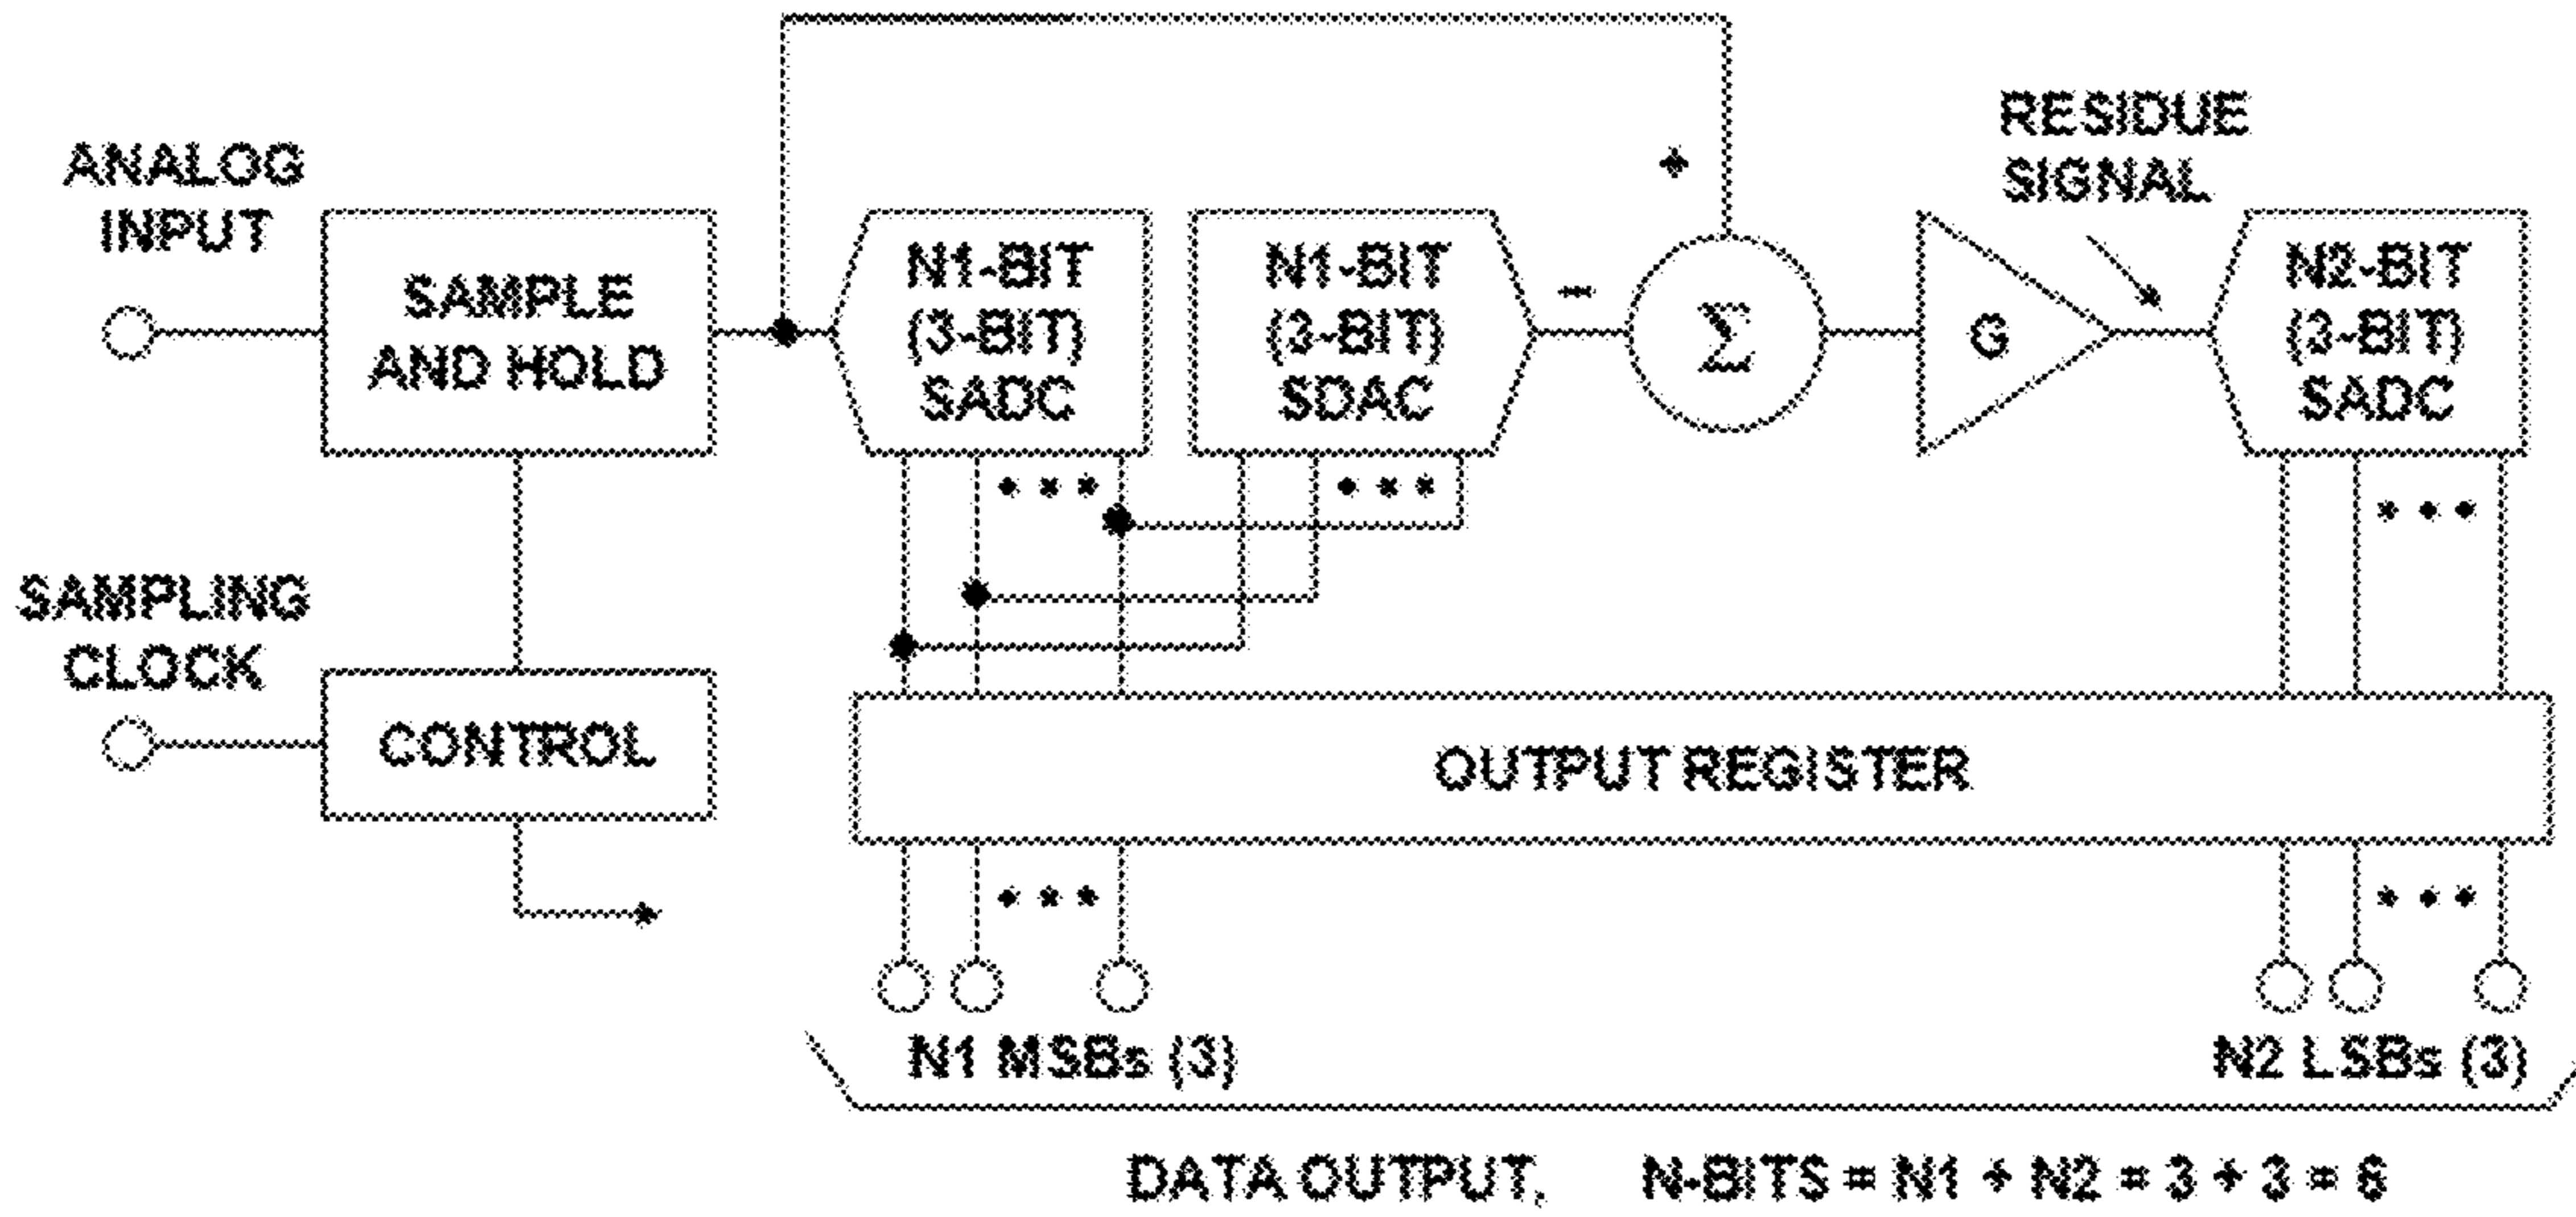 ANALOG
INPUT
SAMPLE
AND HOLD
N1-BIT
(3-BIT)
SADC
N1-BIT
(3-BIT)
SDAC
+
-
Σ
G
RESIDUE
SIGNAL
N2-BIT
(3-BIT)
SADC
SAMPLING
CLOCK
CONTROL
OUTPUT REGISTER
N1 MSBs (3)
N2 LSBs (3)
DATA OUTPUT, N-BITS = N1 + N2 = 3 + 3 = 6